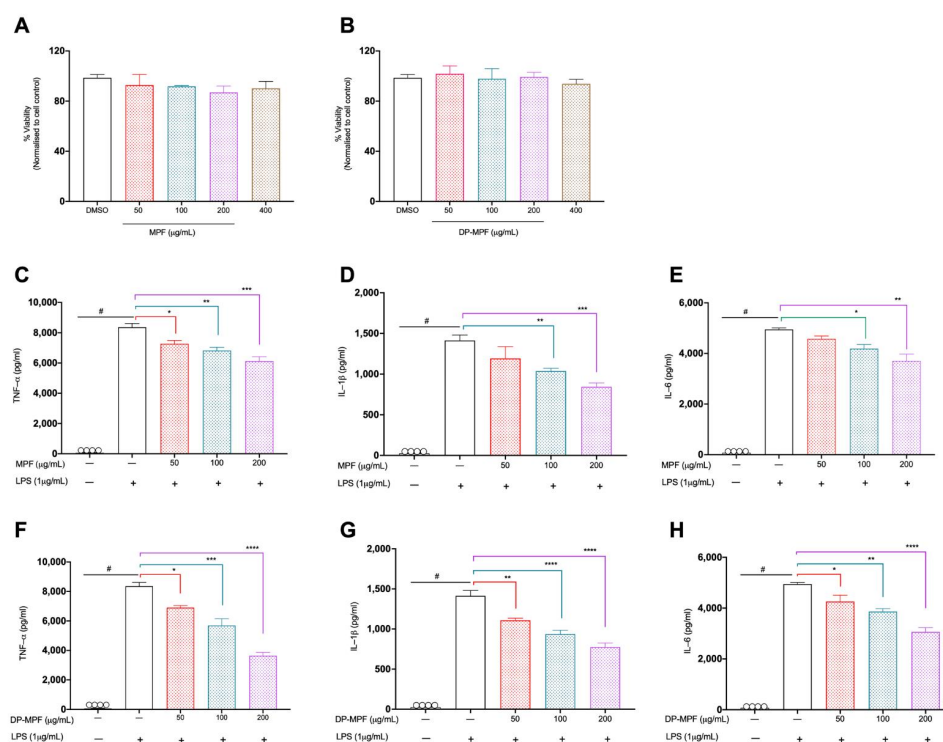 A
120
80
40
0
% Viability
(Normalised to cell control)
DMSO
50
100
200
400
MPF (µg/mL)
B
120
80
40
0
% Viability
(Normalised to cell control)
DMSO
50
100
200
400
DP-MPF (µg/mL)
C
10,000
8,000
6,000
4,000
2,000
0
TNF–α (pg/ml)
#
*
**
***
MPF (µg/mL) — — 50 100 200
LPS (1µg/mL) — + + + +
D
1,500
1,000
500
0
2,000
IL–1β (pg/ml)
#
**
***
MPF (µg/mL) — — 50 100 200
LPS (1µg/mL) — + + + +
E
6,000
4,000
2,000
0
IL–6 (pg/ml)
#
*
**
MPF (µg/mL) — — 50 100 200
LPS (1µg/mL) — + + + +
F
10,000
8,000
6,000
4,000
2,000
0
TNF–α (pg/ml)
#
*
***
****
DP-MPF (µg/mL) — — 50 100 200
LPS (1µg/mL) — + + + +
G
2,000
1,500
1,000
500
0
IL–1β (pg/ml)
#
**
****
****
DP-MPF (µg/mL) — — 50 100 200
LPS (1µg/mL) — + + + +
H
6,000
4,000
2,000
0
IL–6 (pg/ml)
#
*
**
****
DP-MPF (µg/mL) — — 50 100 200
LPS (1µg/mL) — + + + +